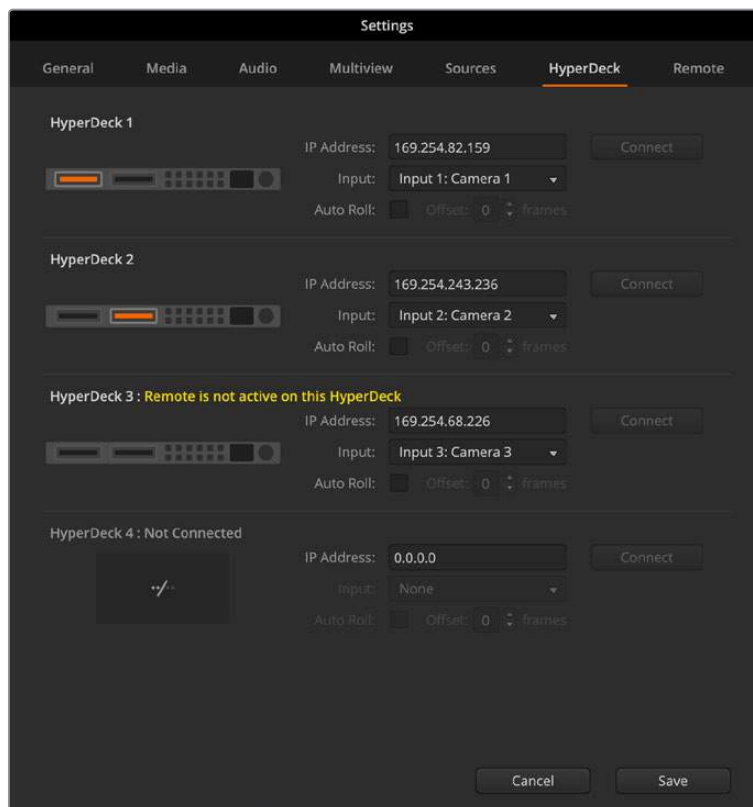 Settings
General Media Audio Multiview Sources HyperDeck Remote
HyperDeck 1
IP Address: 169.254.82.159 Connect
Input: Input 1: Camera 1
Auto Roll: Offset: 0 frames
HyperDeck 2
IP Address: 169.254.243.236 Connect
Input: Input 2: Camera 2
Auto Roll: Offset: 0 frames
HyperDeck 3 : Remote is not active on this HyperDeck
IP Address: 169.254.68.226 Connect
Input: Input 3: Camera 3
Auto Roll: Offset: 0 frames
HyperDeck 4 : Not Connected
IP Address: 0.0.0.0 Connect
Input: None
Auto Roll: Offset: 0 frames
Cancel Save